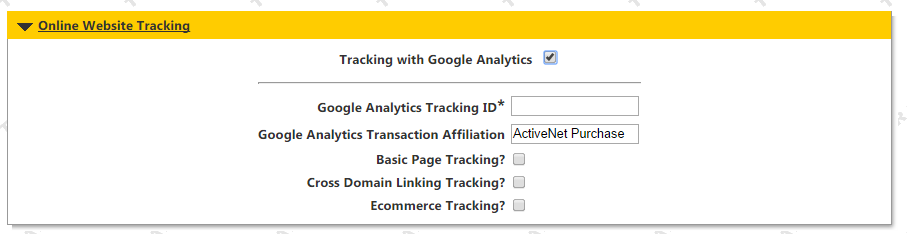 Online Website Tracking
Tracking with Google Analytics
Google Analytics Tracking ID*
Google Analytics Transaction Affiliation ActiveNet Purchase
Basic Page Tracking?
Cross Domain Linking Tracking?
Ecommerce Tracking?